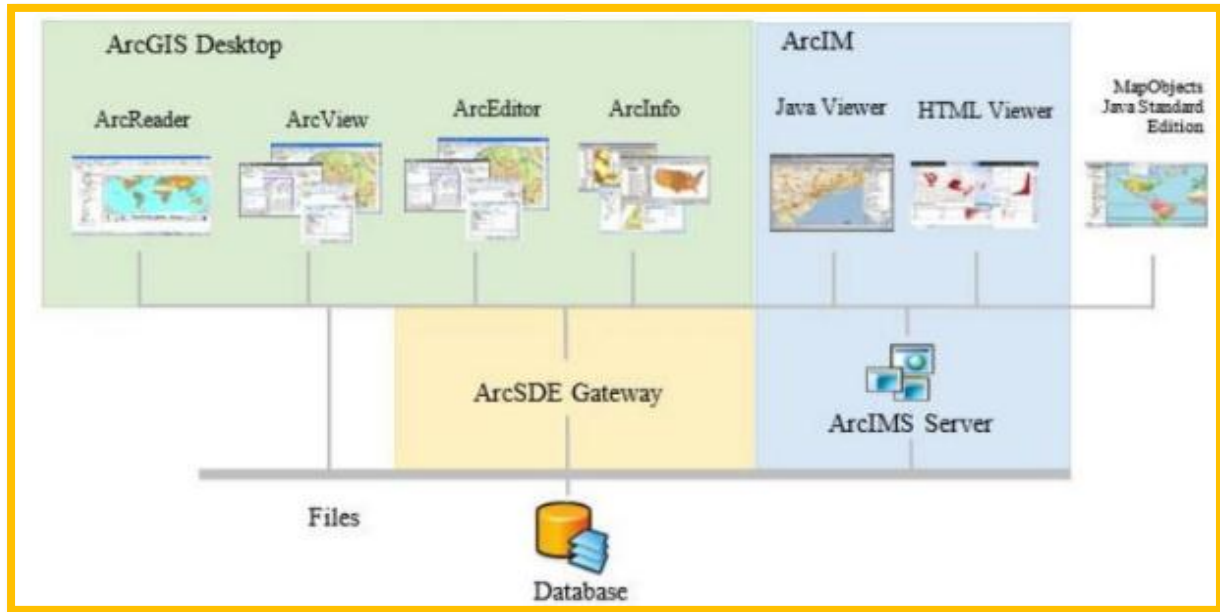 ArcGIS Desktop
ArcIM
ArcReader
ArcView
ArcEditor
ArcInfo
Java Viewer
HTML Viewer
MapObjects
Java Standard
Edition
ArcSDE Gateway
ArcIMS Server
Files
Database